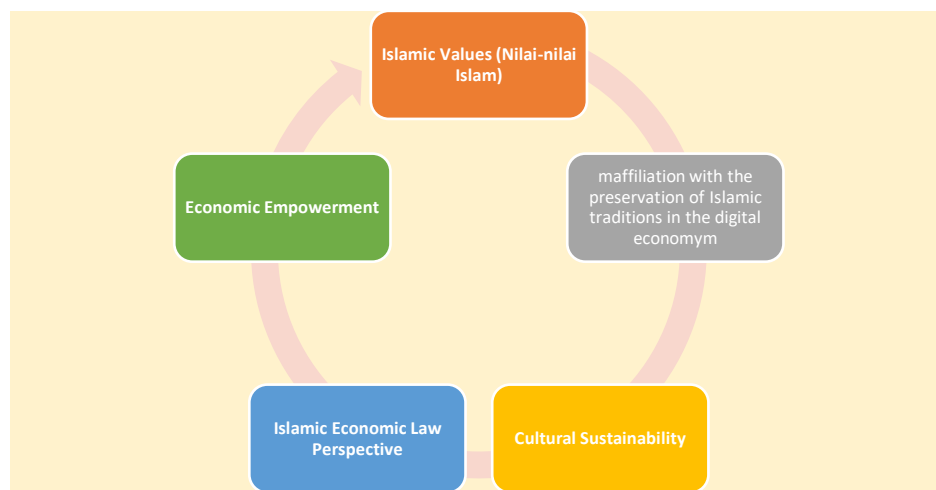 Islamic Values (Nilai-nilai
Islam)
maffiliation with the
preservation of Islamic
traditions in the digital
economym
Cultural Sustainability
Islamic Economic Law
Perspective
Economic Empowerment